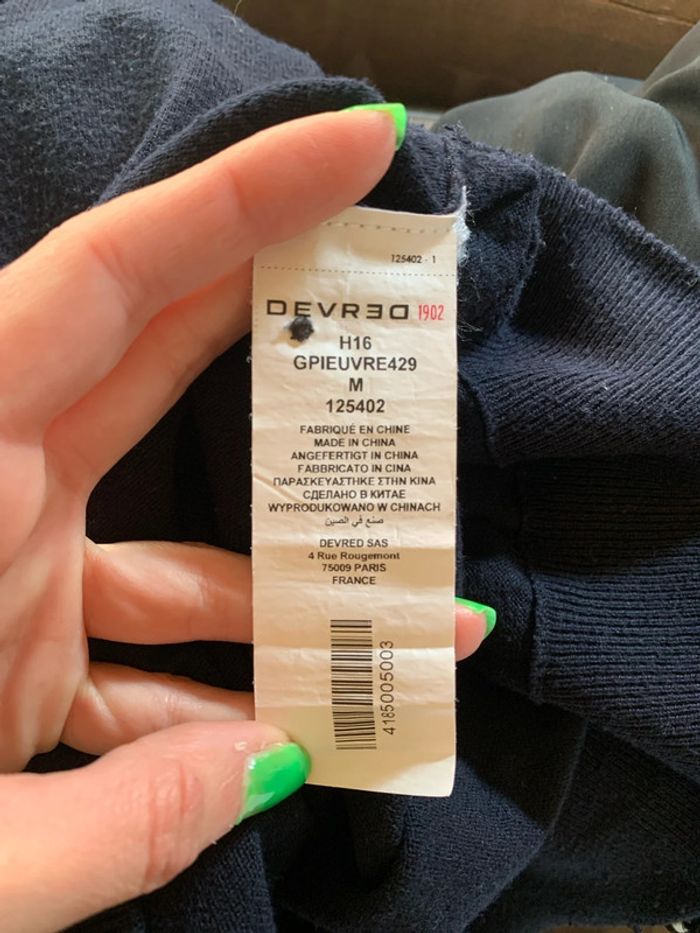 125402 - 1
DEVRED 1902
H16
GPIEUVRE429
M
125402
FABRIQUÉ EN CHINE
MADE IN CHINA
ANGEFERTIGT IN CHINA
FABBRICATO IN CINA
ΠΑΡΑΣΚΕΥΑΣΤΗΚΕ ΣΤΗΝ ΚΙΝΑ
СДЕЛАНО В КИТАЕ
WYPRODUKOWANO W CHINACH
صنع في الصين
DEVRED SAS
4 Rue Rougemont
75009 PARIS
FRANCE
4185005003